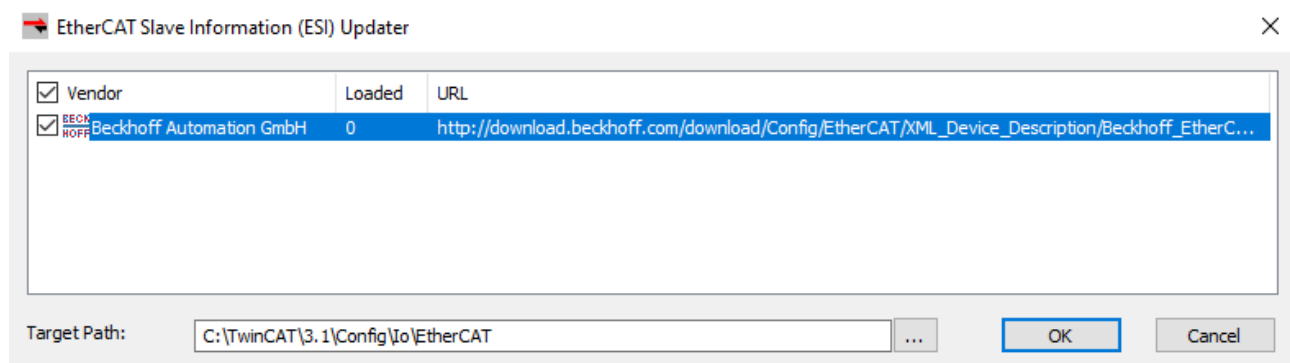 EtherCAT Slave Information (ESI) Updater
Vendor Loaded URL
BECKHOFF Beckhoff Automation GmbH 0 http://download.beckhoff.com/download/Config/EtherCAT/XML_Device_Description/Beckhoff_EtherC...
Target Path: C:\TwinCAT\3.1\Config\Io\EtherCAT ... OK Cancel